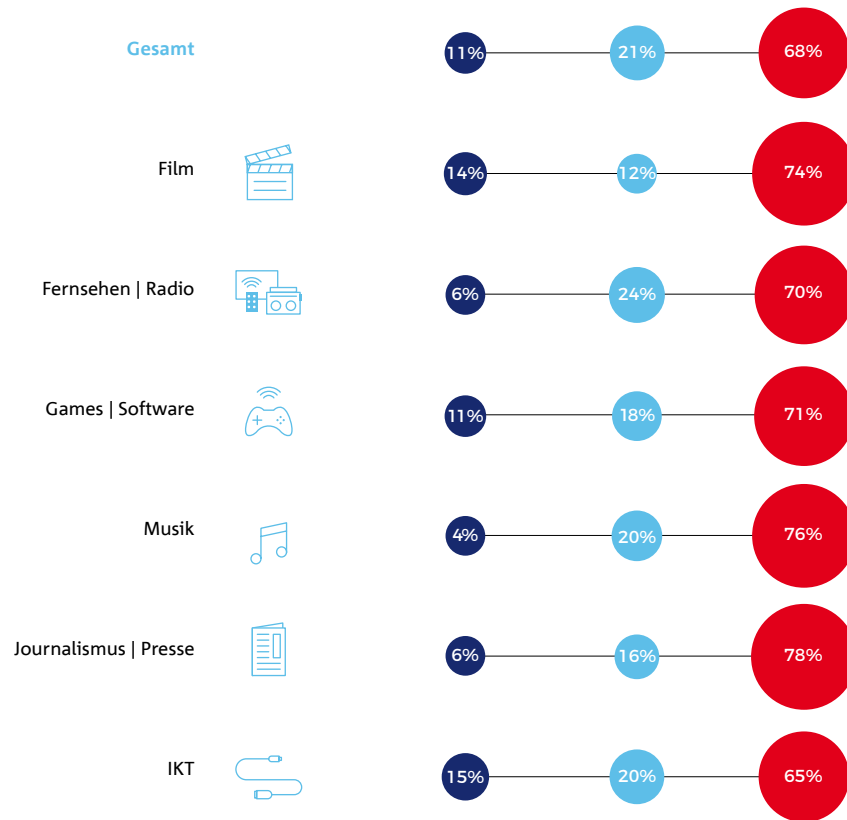 Gesamt 11% 21% 68%
Film 14% 12% 74%
Fernsehen | Radio 6% 24% 70%
Games | Software 11% 18% 71%
Musik 4% 20% 76%
Journalismus | Presse 6% 16% 78%
IKT 15% 20% 65%